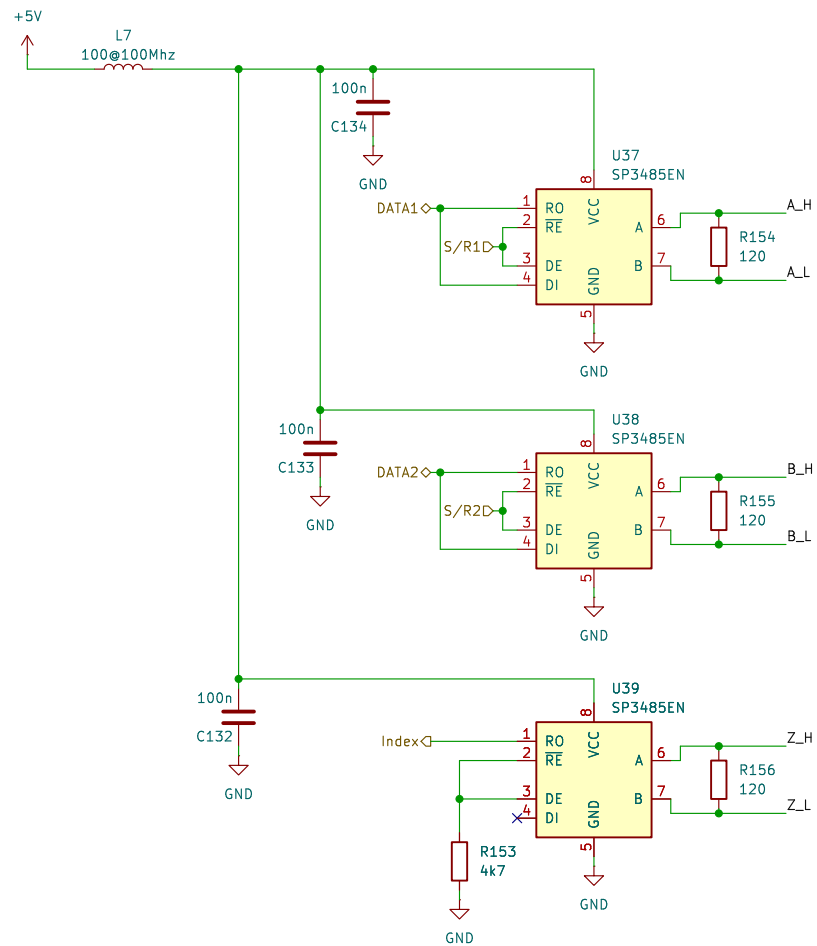 +5V
L7
100@100Mhz
100n
C134
GND
U37
SP3485EN
8
VCC
DATA1
1
RO
2
RE
S/R1
3
DE
4
DI
GND
5
A
6
B
7
A_H
R154
120
A_L
GND
100n
C133
GND
U38
SP3485EN
8
VCC
DATA2
1
RO
2
RE
S/R2
3
DE
4
DI
GND
5
A
6
B
7
B_H
R155
120
B_L
GND
100n
C132
GND
U39
SP3485EN
8
VCC
Index
1
RO
2
RE
3
DE
4
DI
GND
5
A
6
B
7
Z_H
R156
120
Z_L
GND
R153
4k7
GND